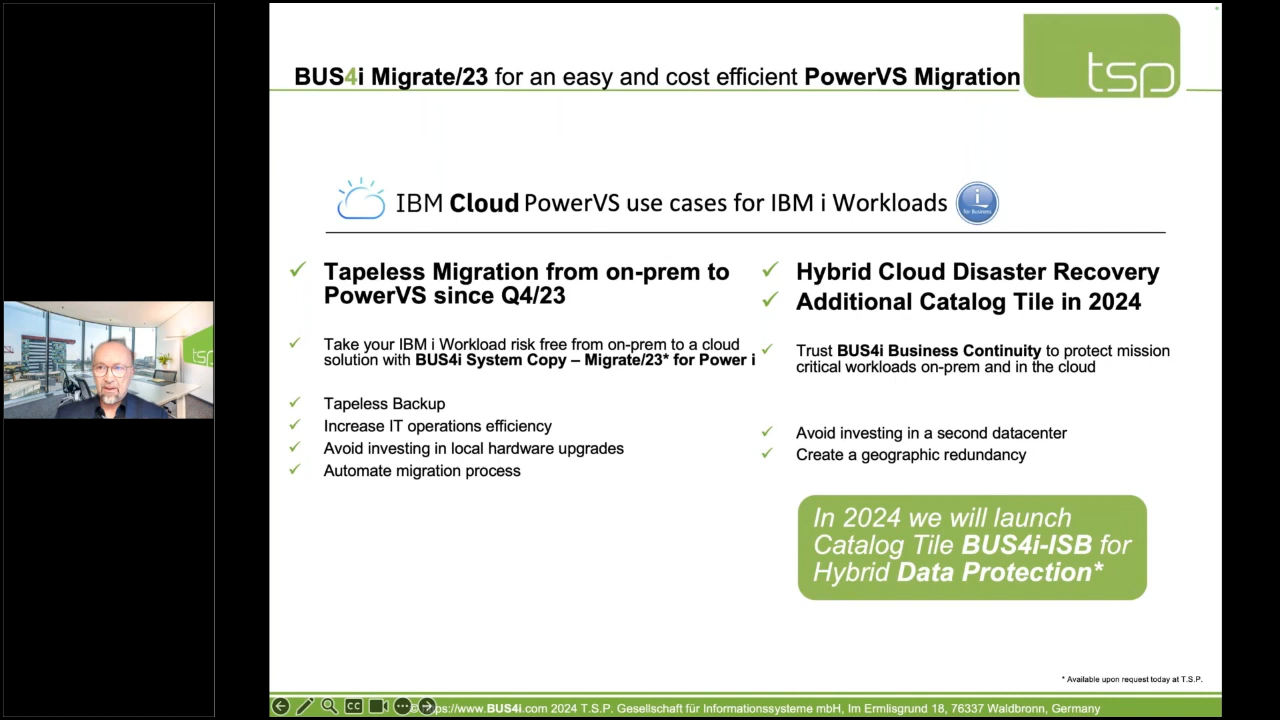 BUS4i Migrate/23 for an easy and cost efficient PowerVS Migration
tsp
IBM Cloud PowerVS use cases for IBM i Workloads
i
for Business
Tapeless Migration from on-prem to
PowerVS since Q4/23
Take your IBM i Workload risk free from on-prem to a cloud
solution with BUS4i System Copy – Migrate/23* for Power i
Tapeless Backup
Increase IT operations efficiency
Avoid investing in local hardware upgrades
Automate migration process
Hybrid Cloud Disaster Recovery
Additional Catalog Tile in 2024
Trust BUS4i Business Continuity to protect mission
critical workloads on-prem and in the cloud
Avoid investing in a second datacenter
Create a geographic redundancy
In 2024 we will launch
Catalog Tile BUS4i-ISB for
Hybrid Data Protection*
* Available upon request today at T.S.P.
CC
://www.BUS4i.com 2024 T.S.P. Gesellschaft für Informationssysteme mbH, Im Ermlisgrund 18, 76337 Waldbronn, Germany
tsp